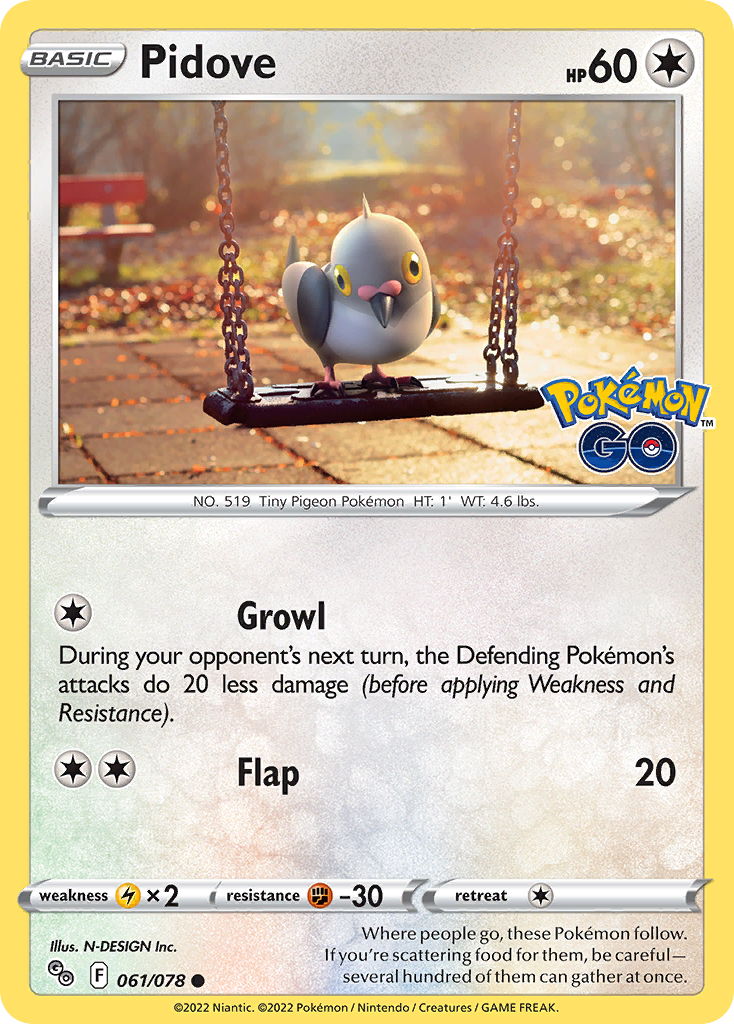 BASIC Pidove HP60
POKéMON
GO ™
NO. 519 Tiny Pigeon Pokémon HT: 1' WT: 4.6 lbs.
Growl
During your opponent's next turn, the Defending Pokémon's
attacks do 20 less damage (before applying Weakness and
Resistance).
Flap 20
weakness ×2 resistance -30 retreat
Illus. N-DESIGN Inc.
Where people go, these Pokémon follow.
If you're scattering food for them, be careful—
several hundred of them can gather at once.
GO F 061/078
©2022 Niantic. ©2022 Pokémon / Nintendo / Creatures / GAME FREAK.